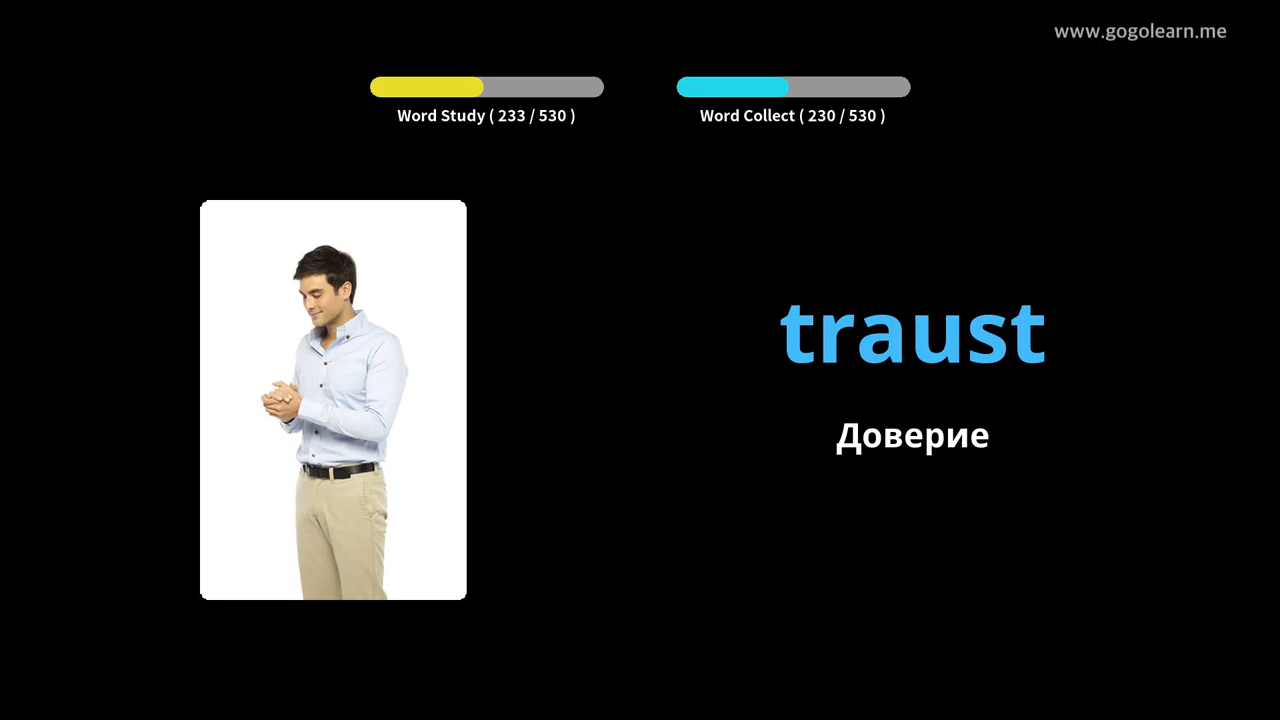 www.gogolearn.me
Word Study ( 233 / 530 )
Word Collect ( 230 / 530 )
traust
Доверие